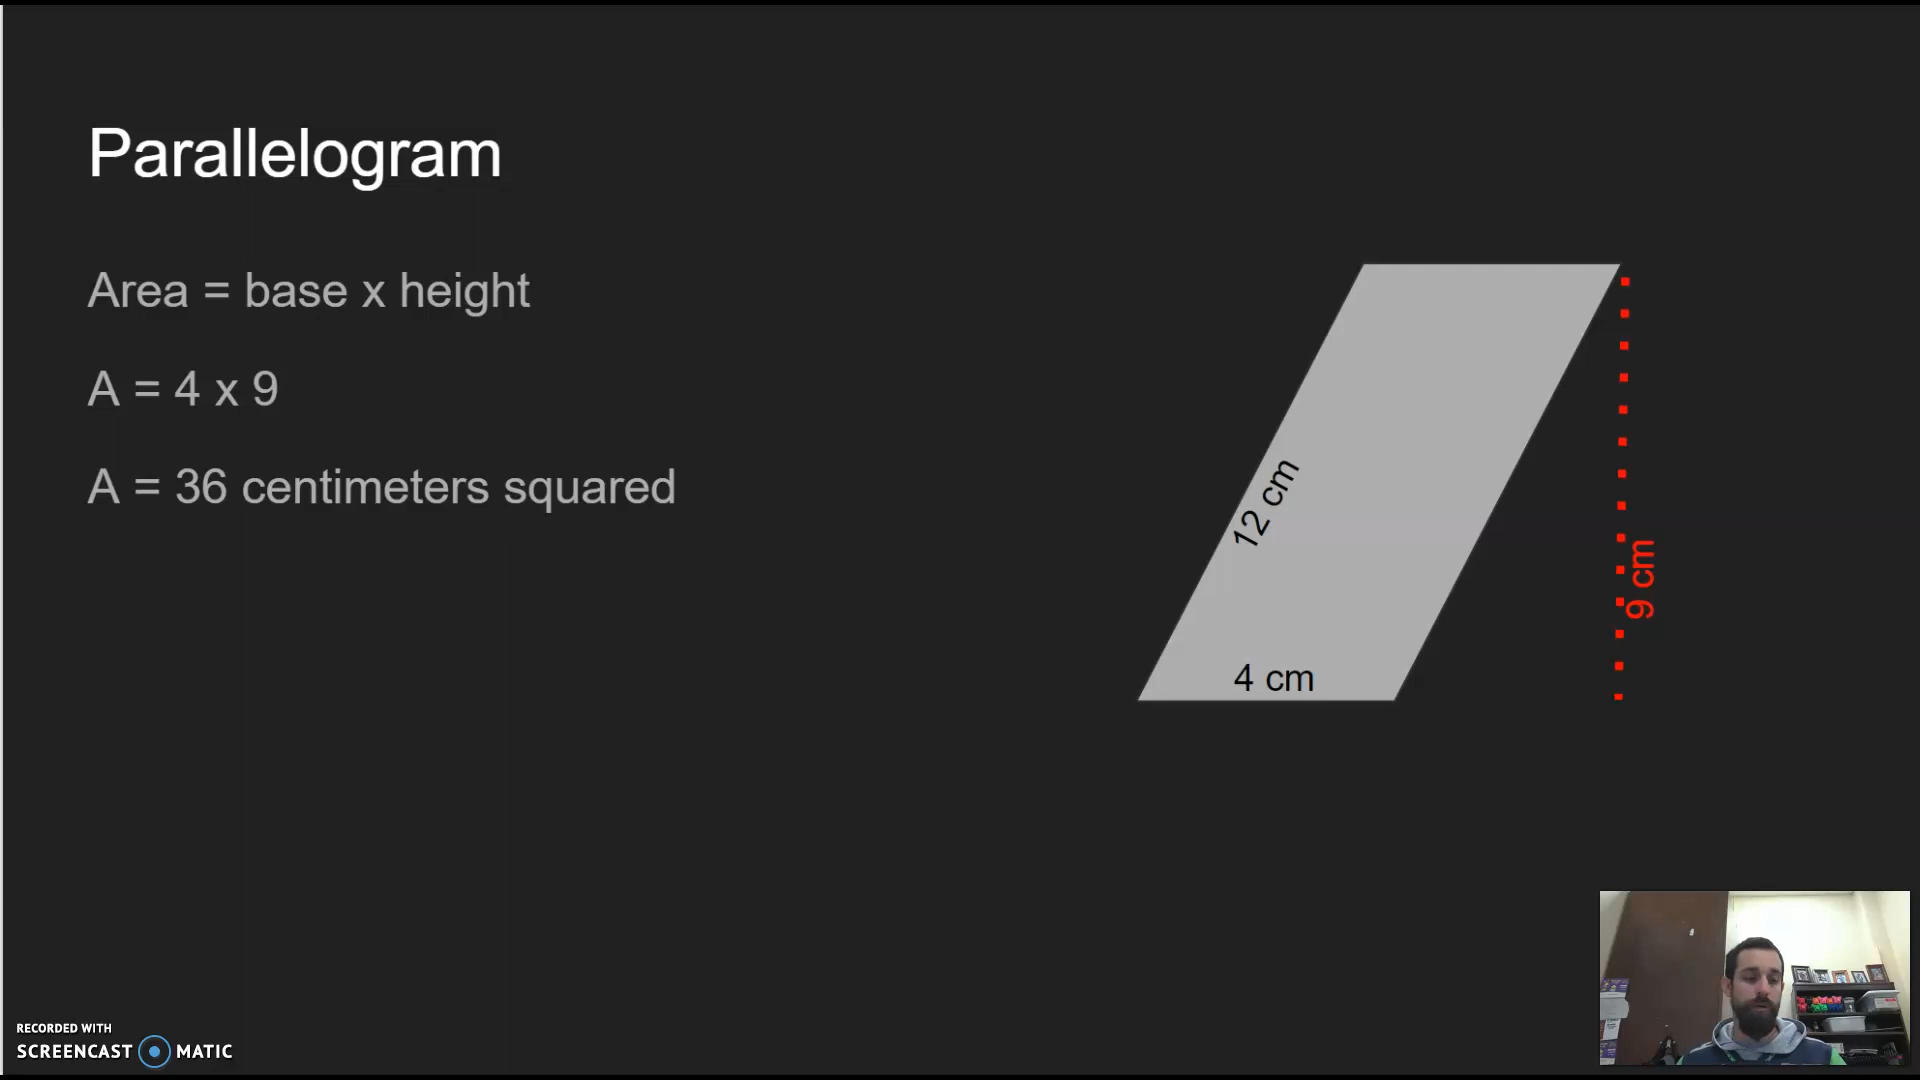 Parallelogram
Area = base x height
A = 4 x 9
A = 36 centimeters squared
12 cm
9 cm
4 cm
RECORDED WITH
SCREENCAST MATIC